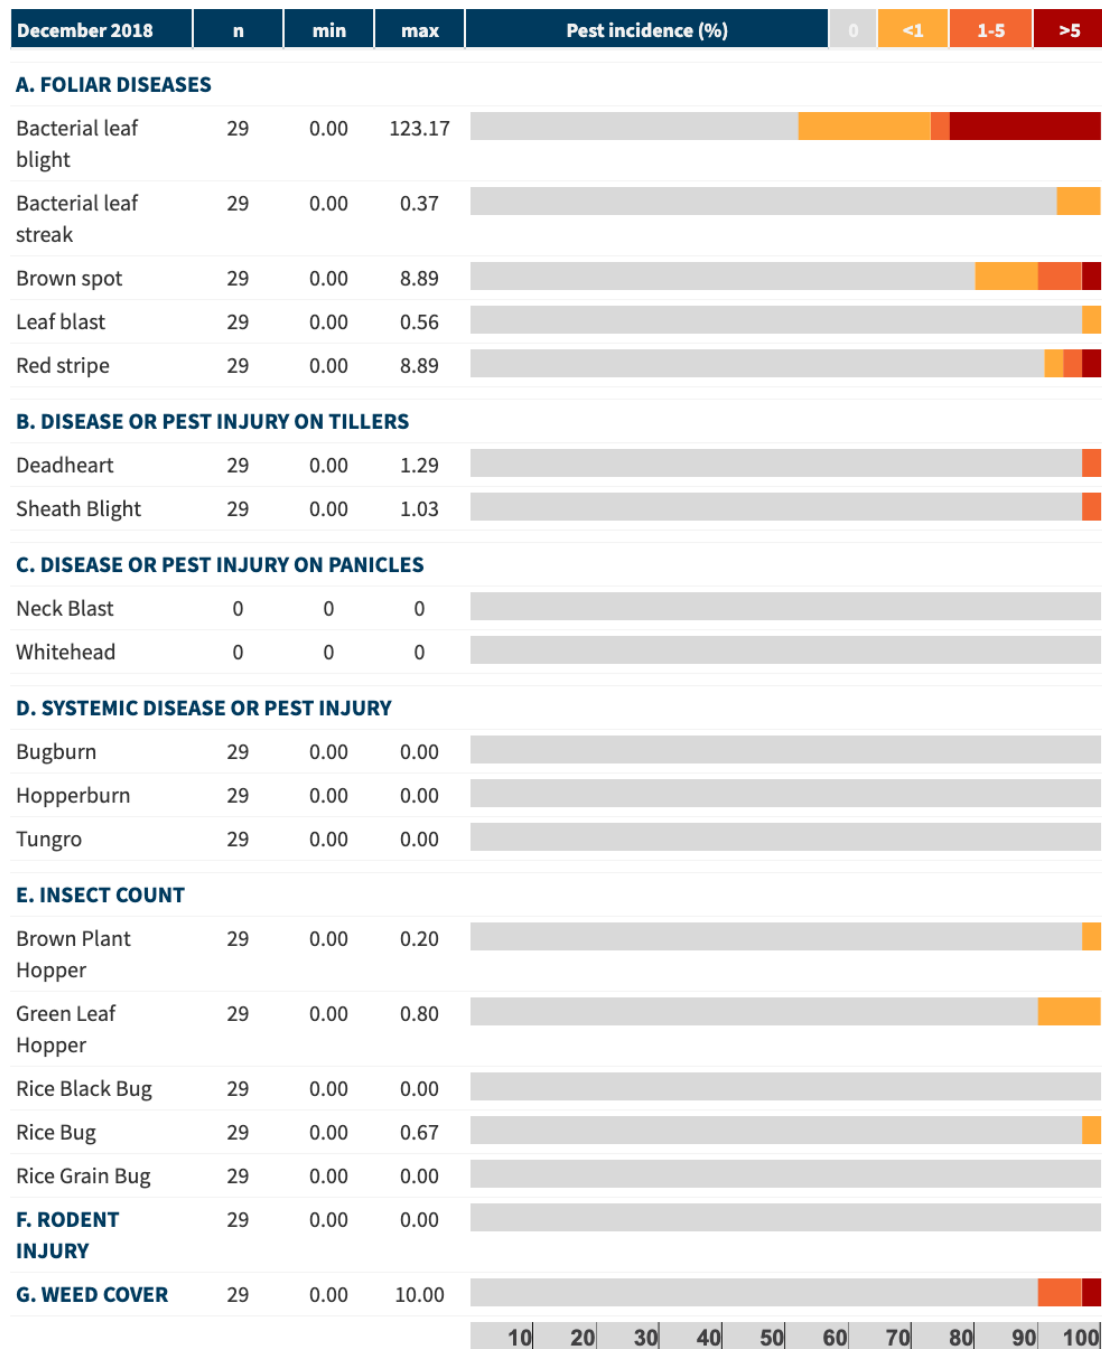 December 2018 n min max Pest incidence (%) 0 <1 1-5 >5
A. FOLIAR DISEASES
Bacterial leaf 29 0.00 123.17
blight
Bacterial leaf 29 0.00 0.37
streak
Brown spot 29 0.00 8.89
Leaf blast 29 0.00 0.56
Red stripe 29 0.00 8.89
B. DISEASE OR PEST INJURY ON TILLERS
Deadheart 29 0.00 1.29
Sheath Blight 29 0.00 1.03
C. DISEASE OR PEST INJURY ON PANICLES
Neck Blast 0 0 0
Whitehead 0 0 0
D. SYSTEMIC DISEASE OR PEST INJURY
Bugburn 29 0.00 0.00
Hopperburn 29 0.00 0.00
Tungro 29 0.00 0.00
E. INSECT COUNT
Brown Plant 29 0.00 0.20
Hopper
Green Leaf 29 0.00 0.80
Hopper
Rice Black Bug 29 0.00 0.00
Rice Bug 29 0.00 0.67
Rice Grain Bug 29 0.00 0.00
F. RODENT 29 0.00 0.00
INJURY
G. WEED COVER 29 0.00 10.00
10 20 30 40 50 60 70 80 90 100